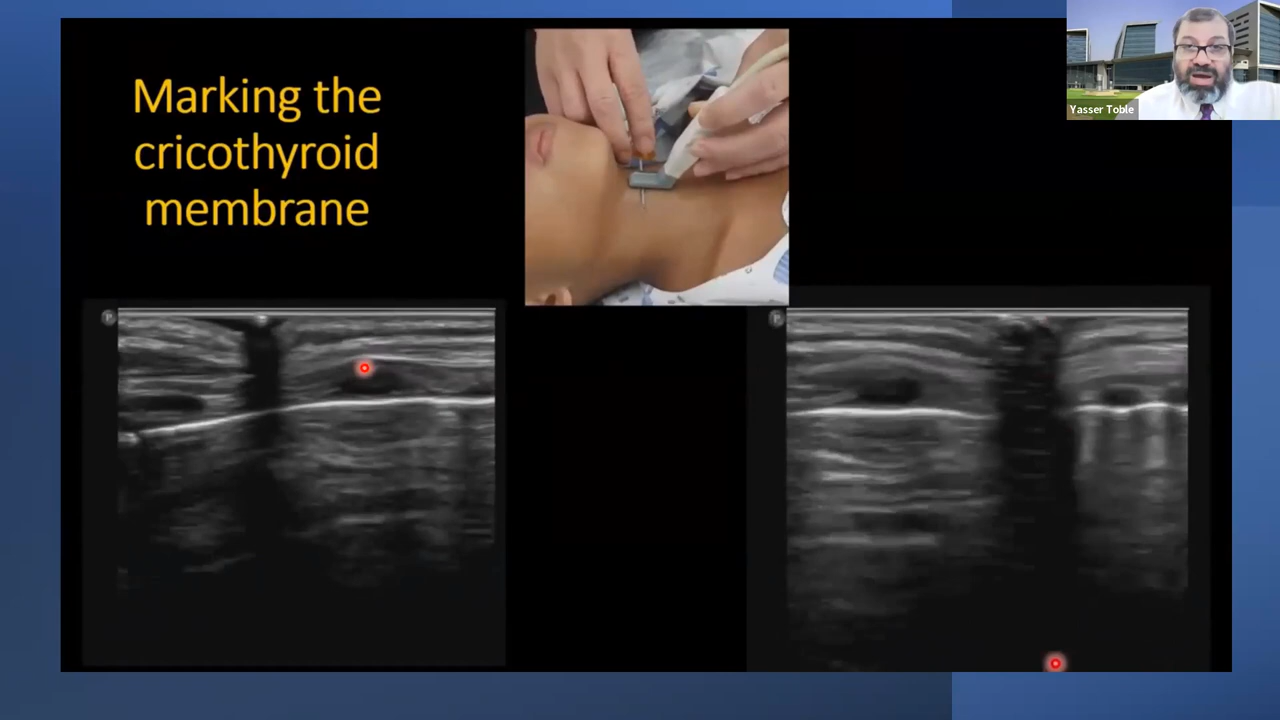 Marking the
cricothyroid
membrane
Yasser Toble
P
P